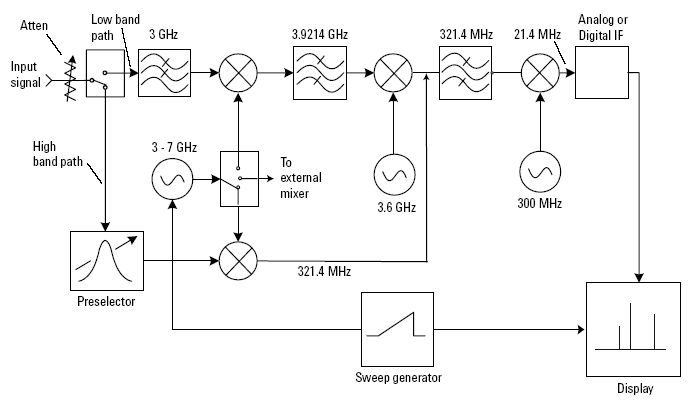 Atten
Low band
path
3 GHz
3.9214 GHz
321.4 MHz
21.4 MHz
Analog or
Digital IF
Input
signal
High
band path
3 - 7 GHz
To
external
mixer
3.6 GHz
300 MHz
321.4 MHz
Preselector
Sweep generator
Display